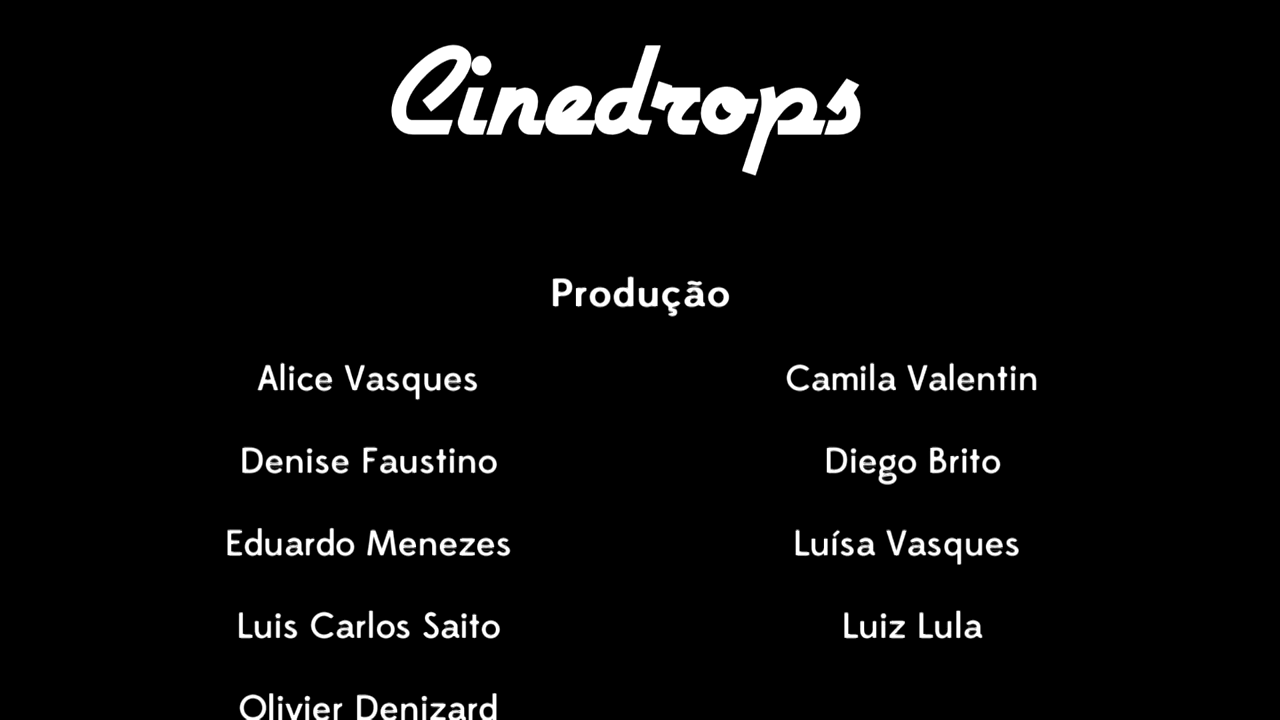 Cinedrops
Produção
Alice Vasques
Camila Valentin
Denise Faustino
Diego Brito
Eduardo Menezes
Luísa Vasques
Luis Carlos Saito
Luiz Lula
Olivier Denizard